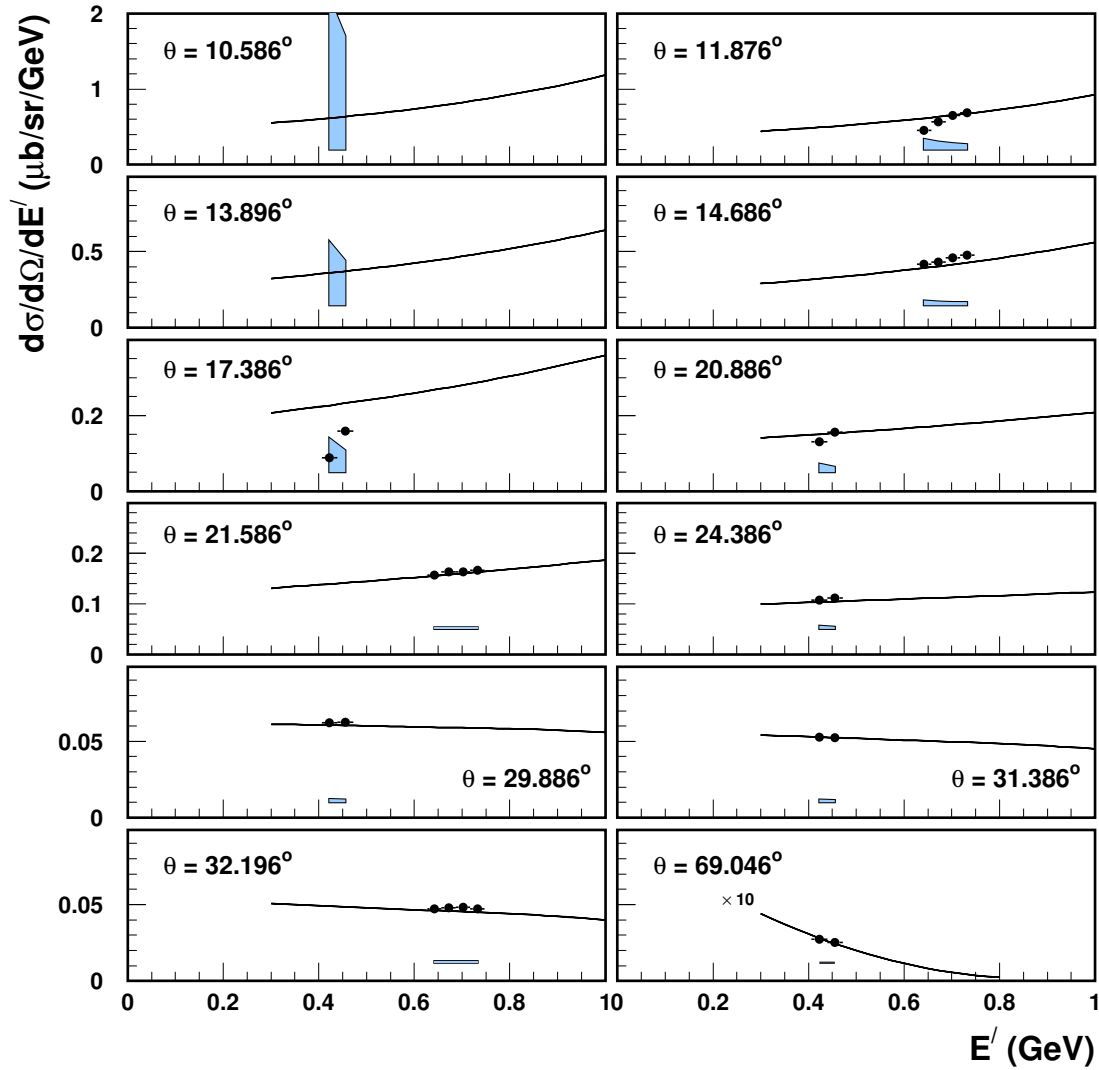 dσ/dΩ/dE′ (μb/sr/GeV)
2
1
0
θ = 10.586°
θ = 11.876°
0.5
0
θ = 13.896°
θ = 14.686°
0.2
0
θ = 17.386°
θ = 20.886°
0.2
0.1
0
θ = 21.586°
θ = 24.386°
0.05
0
θ = 29.886°
θ = 31.386°
0.05
0
θ = 32.196°
θ = 69.046°
× 10
0 0.2 0.4 0.6 0.8 1 0 0.2 0.4 0.6 0.8 1
E′ (GeV)